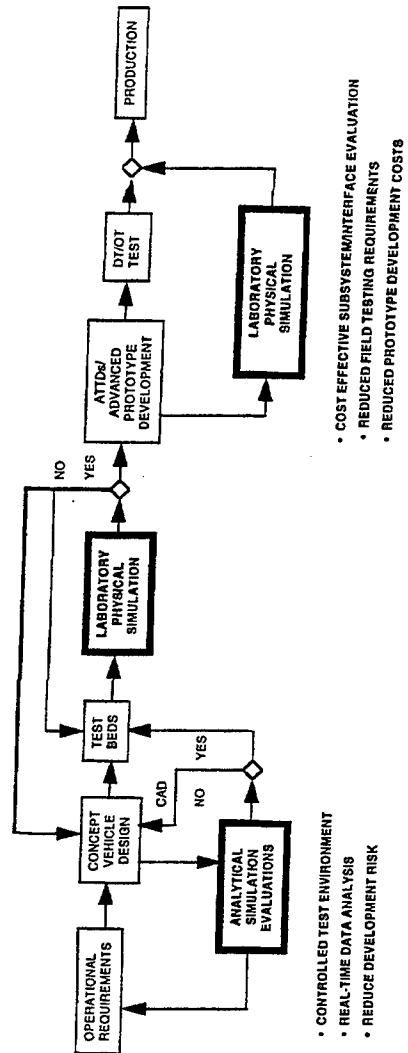 OPERATIONAL
REQUIREMENTS
CONCEPT
VEHICLE
DESIGN
TEST
BEDS
LABORATORY
PHYSICAL
SIMULATION
NO
YES
ATTDs/
ADVANCED
PROTOTYPE
DEVELOPMENT
DT/OT
TEST
PRODUCTION
CAD
NO
YES
ANALYTICAL
SIMULATION
EVALUATIONS
LABORATORY
PHYSICAL
SIMULATION
• CONTROLLED TEST ENVIRONMENT
• REAL-TIME DATA ANALYSIS
• REDUCE DEVELOPMENT RISK
• COST EFFECTIVE SUBSYSTEM/INTERFACE EVALUATION
• REDUCED FIELD TESTING REQUIREMENTS
• REDUCED PROTOTYPE DEVELOPMENT COSTS